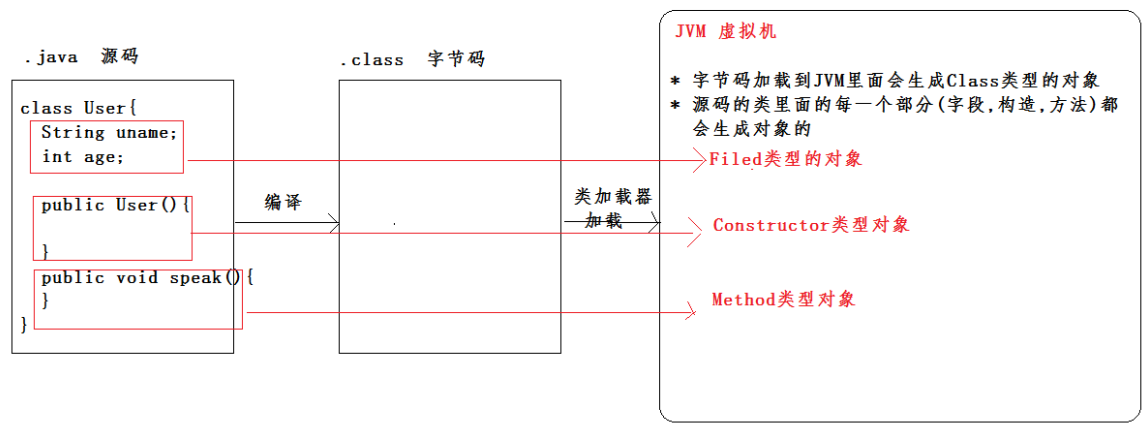 .java 源码
class User{
String uname;
int age;
public User(){
}
public void speak(){
}
}
编译
.class 字节码
类加载器
加载
JVM 虚拟机
* 字节码加载到JVM里面会生成Class类型的对象
* 源码的类里面的每一个部分(字段,构造,方法)都
会生成对象的
Filed类型的对象
Constructor类型对象
Method类型对象